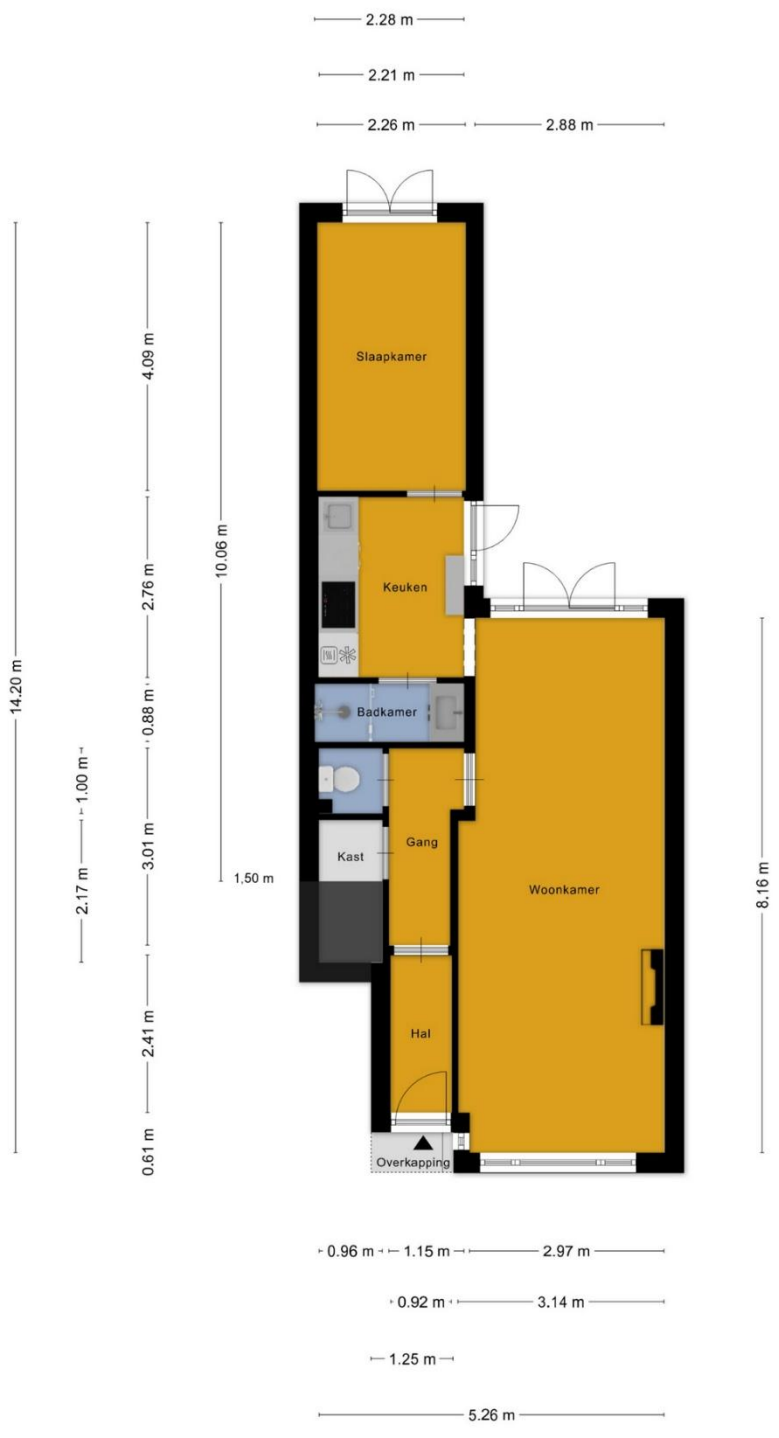 2.28 m
2.21 m
2.26 m
2.88 m
4.09 m
Slaapkamer
10.06 m
2.76 m
Keuken
14.20 m
0.88 m
Badkamer
1.00 m
3.01 m
Gang
Kast
2.17 m
1,50 m
Woonkamer
8.16 m
2.41 m
Hal
0.61 m
Overkapping
0.96 m
1.15 m
2.97 m
0.92 m
3.14 m
1.25 m
5.26 m